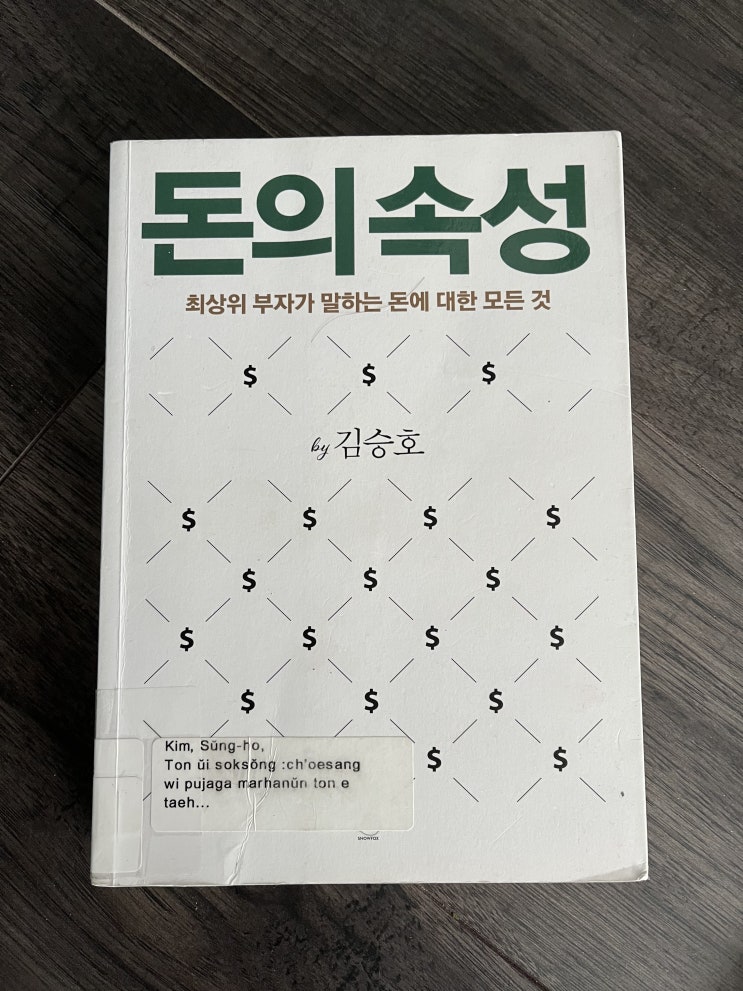 돈의 속성
최상위 부자가 말하는 돈에 대한 모든 것
$ $ $
by 김승호
$ $ $ $
$ $ $
$ $ $ $
$ $ $
$ $
Kim, Sŭng-ho,
Ton ŭi soksŏng :ch'oesang
wi pujaga marhanŭn ton e
taeh...
SNOWFOX